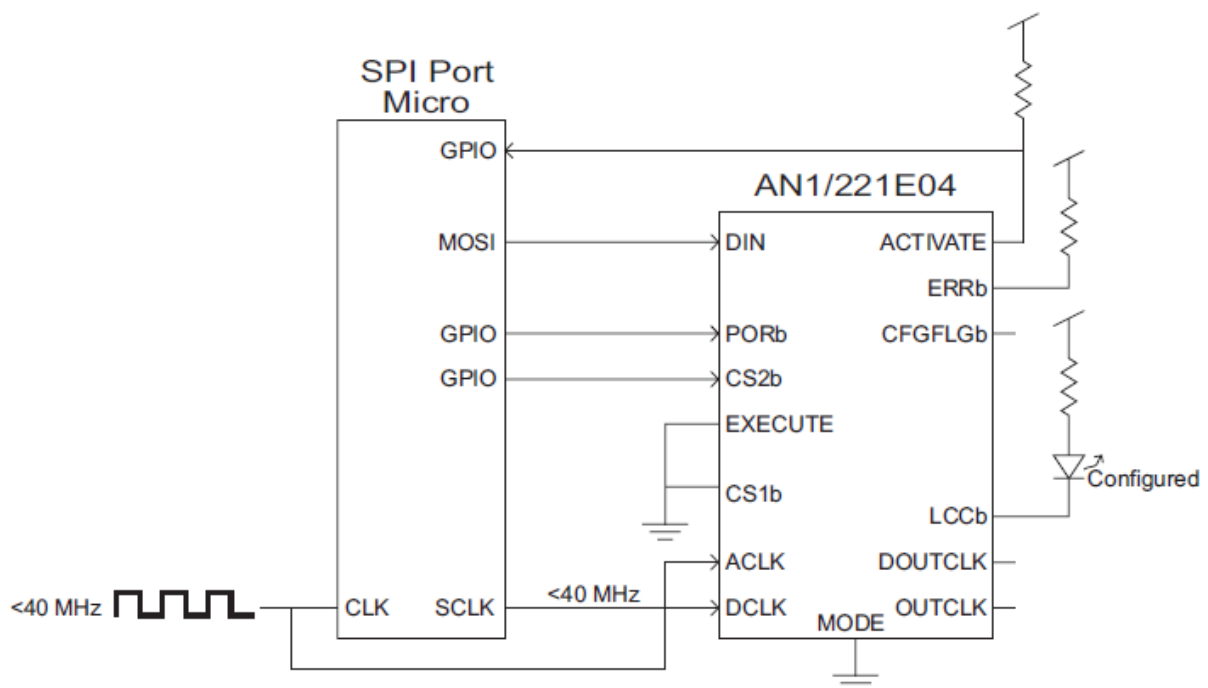 SPI Port
Micro
GPIO
AN1/221E04
MOSI
DIN
ACTIVATE
ERRb
GPIO
PORb
CFGFLGb
GPIO
CS2b
EXECUTE
Configured
CS1b
LCCb
ACLK
DOUTCLK
<40 MHz
CLK
SCLK
<40 MHz
DCLK
OUTCLK
MODE